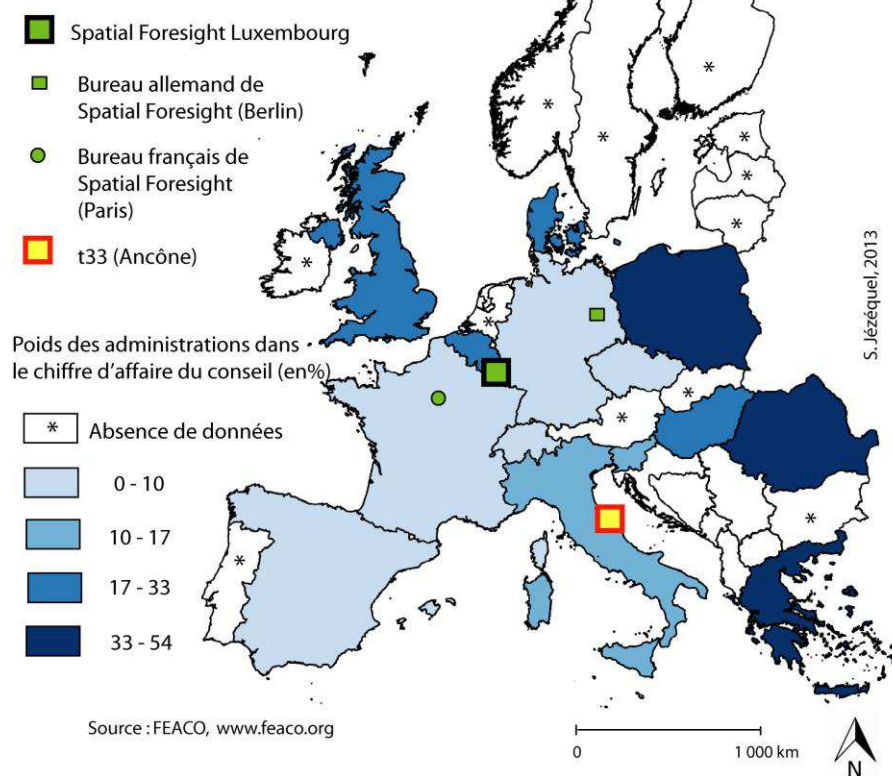 Spatial Foresight Luxembourg
Bureau allemand de
Spatial Foresight (Berlin)
Bureau français de
Spatial Foresight
(Paris)
t33 (Ancône)
Poids des administrations dans
le chiffre d'affaire du conseil (en%)
* Absence de données
0 - 10
10 - 17
17 - 33
33 - 54
Source : FEACO, www.feaco.org
0 1 000 km
N
S. Jézéquel, 2013
*
*
*
*
*
*
*
*
*
*
*
*